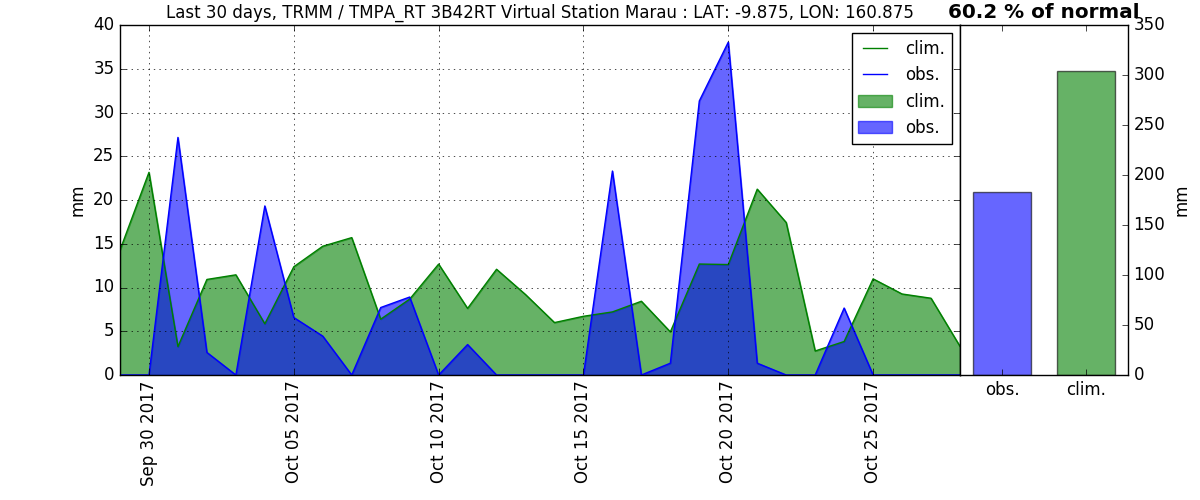 Last 30 days, TRMM / TMPA_RT 3B42RT Virtual Station Marau : LAT: -9.875, LON: 160.875
60.2 % of normal
clim.
obs.
clim.
obs.
mm
40
35
30
25
20
15
10
5
0
Sep 30 2017
Oct 05 2017
Oct 10 2017
Oct 15 2017
Oct 20 2017
Oct 25 2017
350
300
250
200
150
100
50
0
mm
obs.
clim.